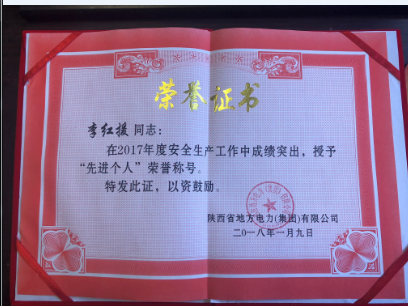 荣誉证书
李红援 同志：
在2017年度安全生产工作中成绩突出，授予
“先进个人”荣誉称号。
特发此证，以资鼓励。
陕西省地方电力(集团)有限公司
二〇一八年一月九日